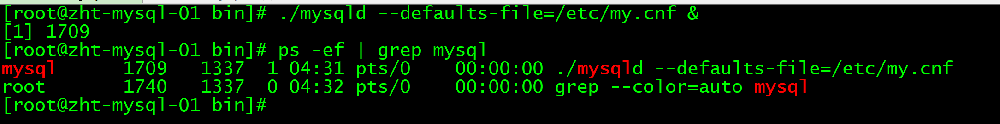 [root@zht-mysql-01 bin]# ./mysqld --defaults-file=/etc/my.cnf &
[1] 1709
[root@zht-mysql-01 bin]# ps -ef | grep mysql
mysql 1709 1337 1 04:31 pts/0 00:00:00 ./mysqld --defaults-file=/etc/my.cnf
root 1740 1337 0 04:32 pts/0 00:00:00 grep --color=auto mysql
[root@zht-mysql-01 bin]#